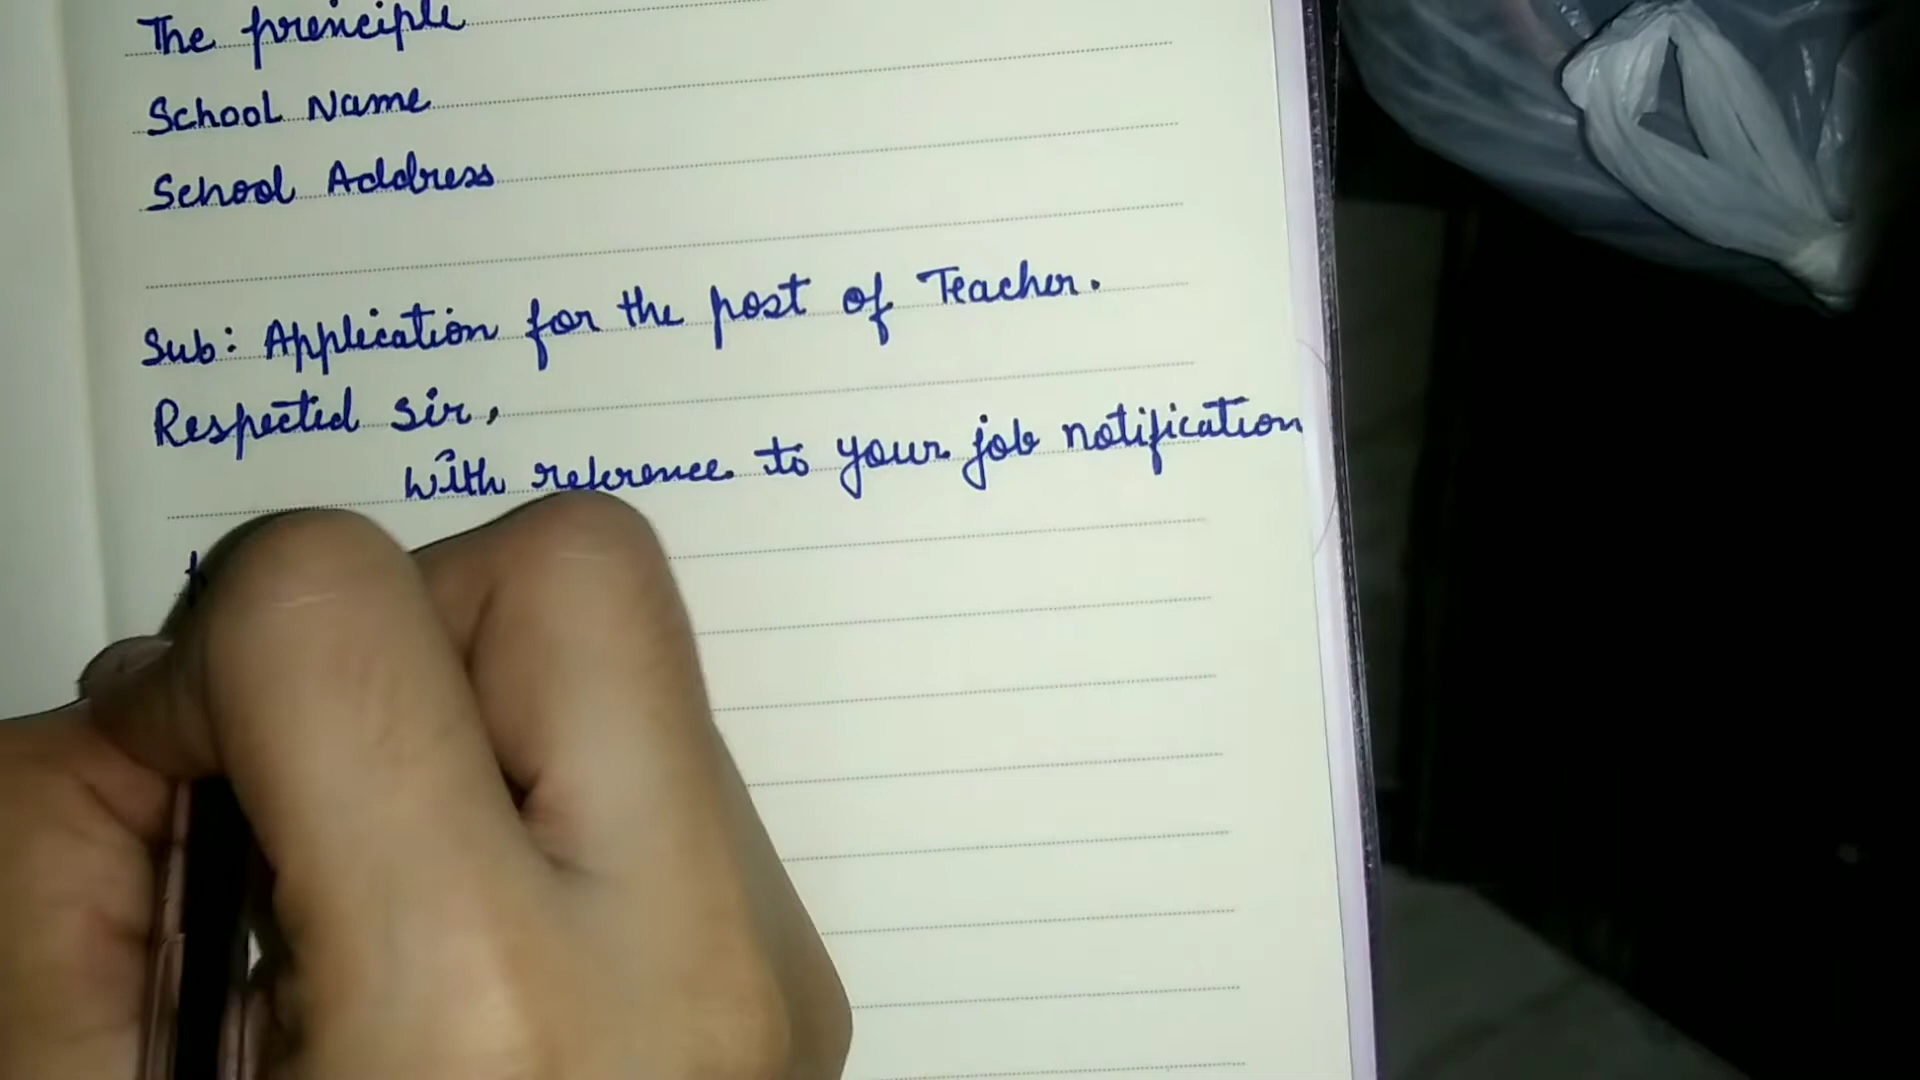 The prenciple
School Name
School Address
Sub: Application for the post of Teacher.
Respected sir,
With reference to your job notification